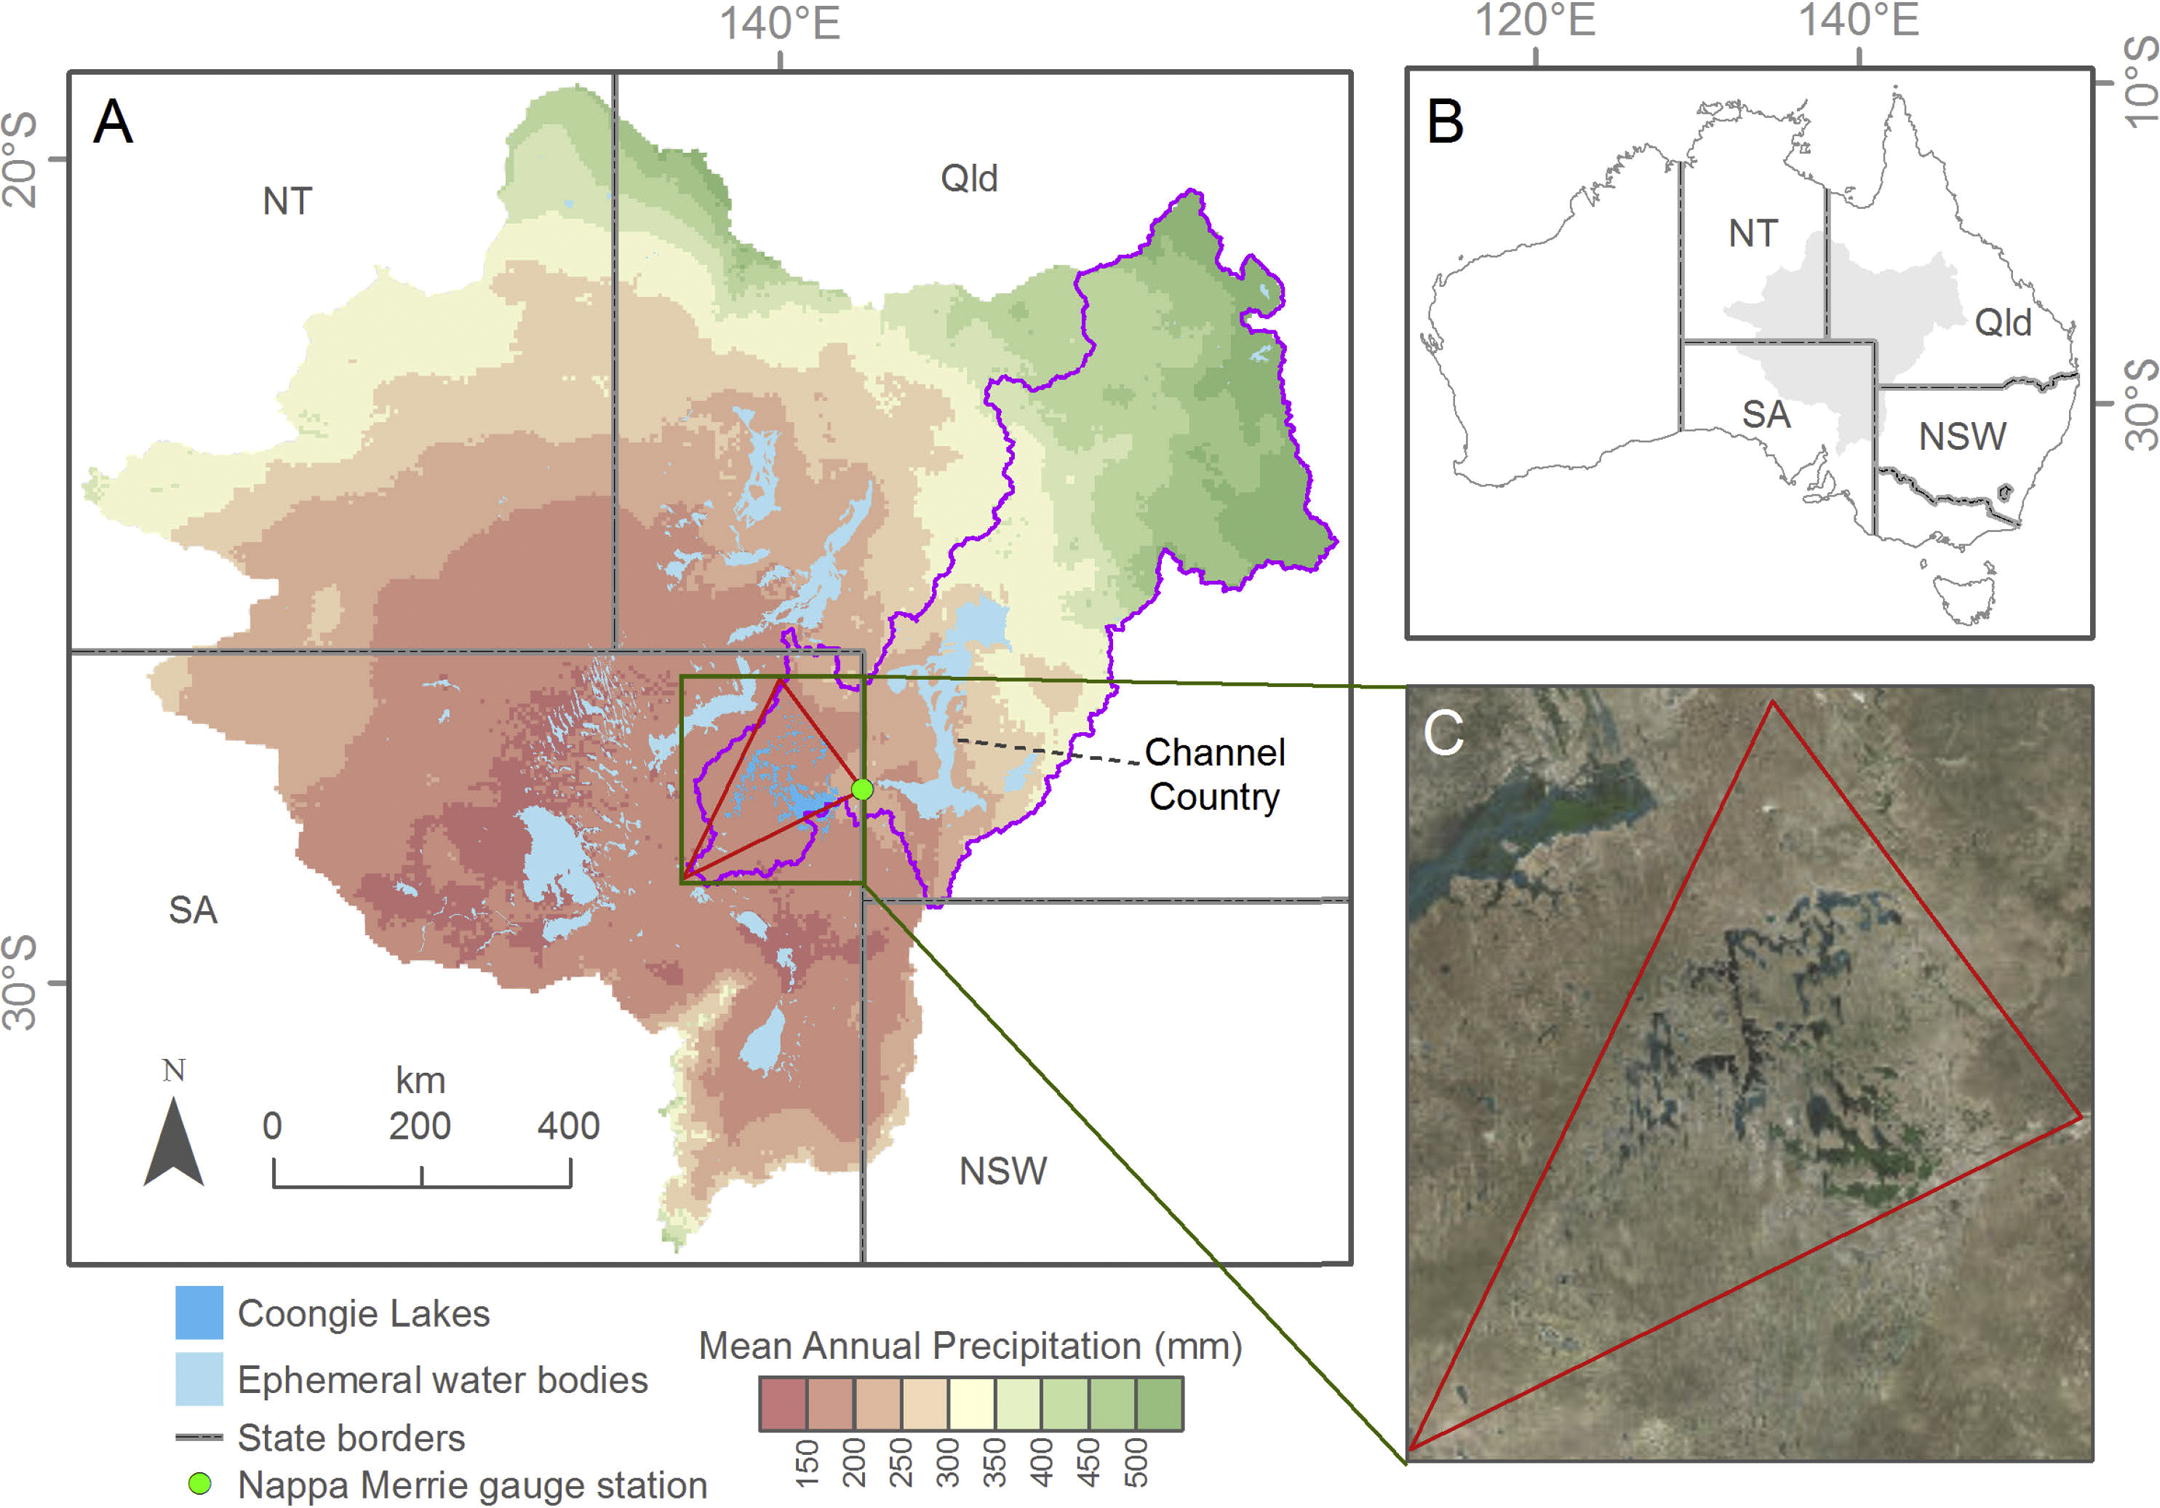 140°E
120°E
140°E
20°S
30°S
10°S
30°S
A
NT
Qld
SA
NSW
Channel
Country
N
km
0
200
400
B
NT
Qld
SA
NSW
C
Coongie Lakes
Ephemeral water bodies
State borders
Nappa Merrie gauge station
Mean Annual Precipitation (mm)
150
200
250
300
350
400
450
500